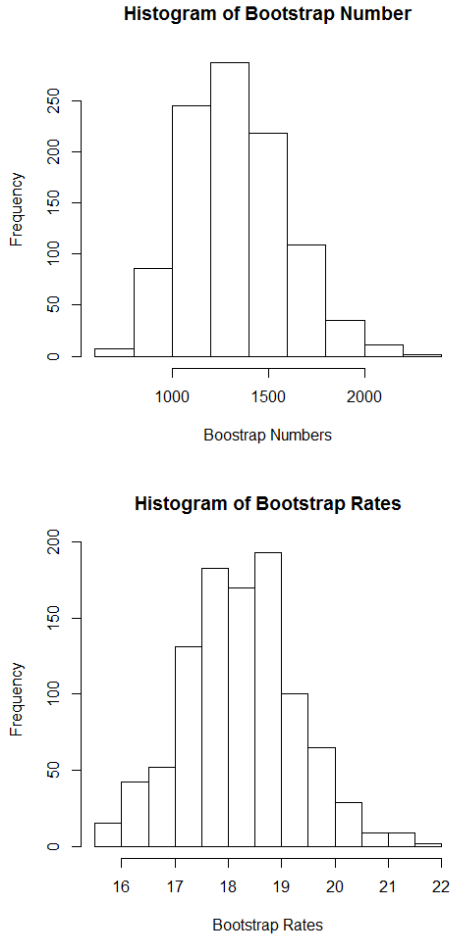 Histogram of Bootstrap Number
Frequency
0
50
100
150
200
250
1000 1500 2000
Boostrap Numbers
Histogram of Bootstrap Rates
Frequency
0
50
100
150
200
16 17 18 19 20 21 22
Bootstrap Rates